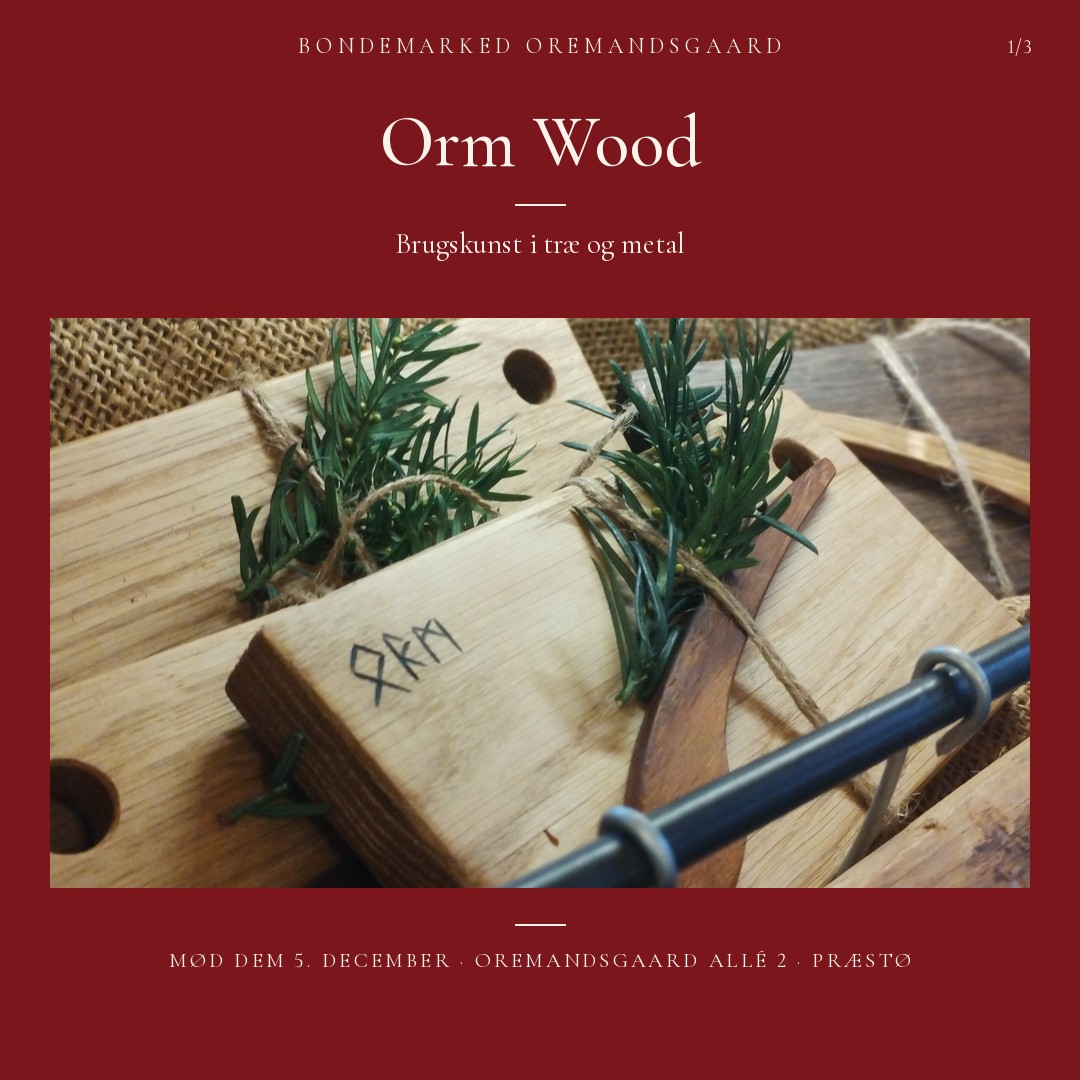 BONDEMARKED OREMANDSGAARD
1/3
Orm Wood
Brugskunst i træ og metal
ᛟᚱᛗ
MØD DEM 5. DECEMBER · OREMANDSGAARD ALLÉ 2 · PRÆSTØ